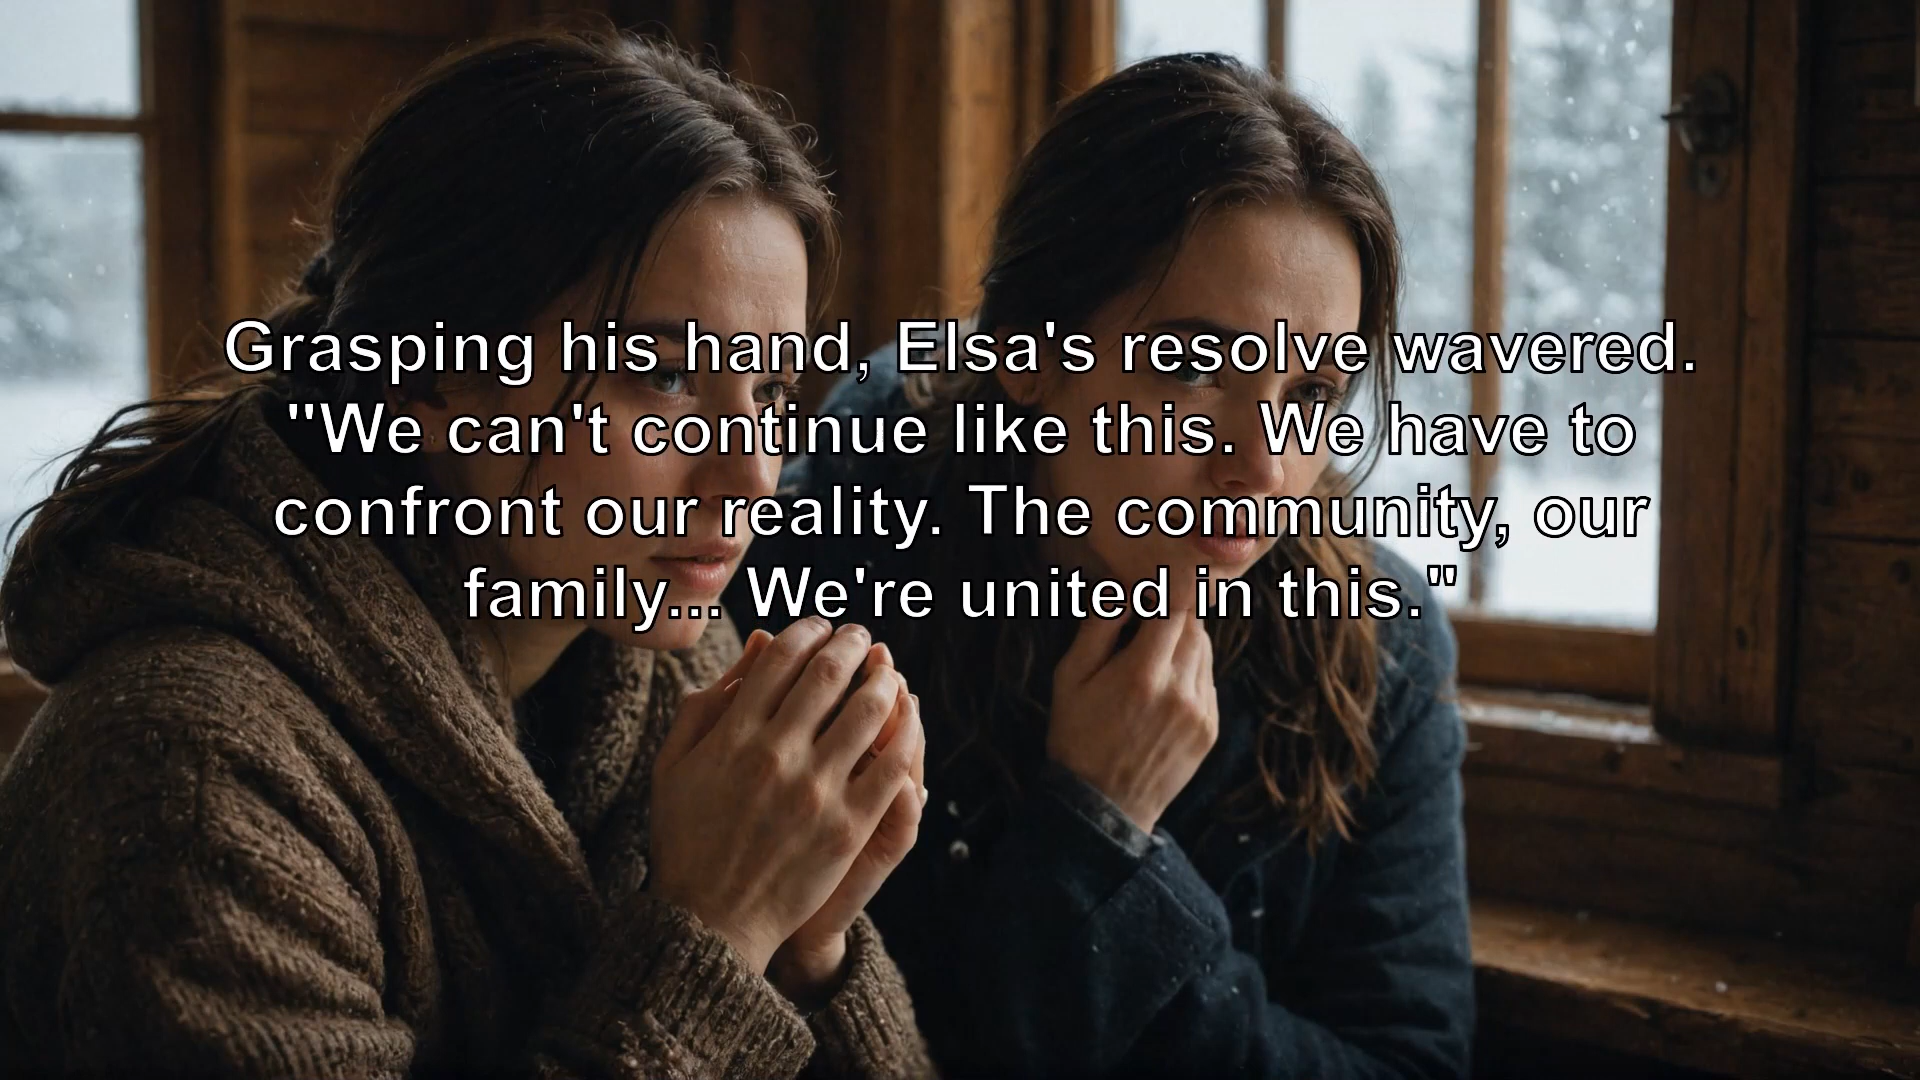 Grasping his hand, Elsa's resolve wavered.
"We can't continue like this. We have to
confront our reality. The community, our
family... We're united in this."